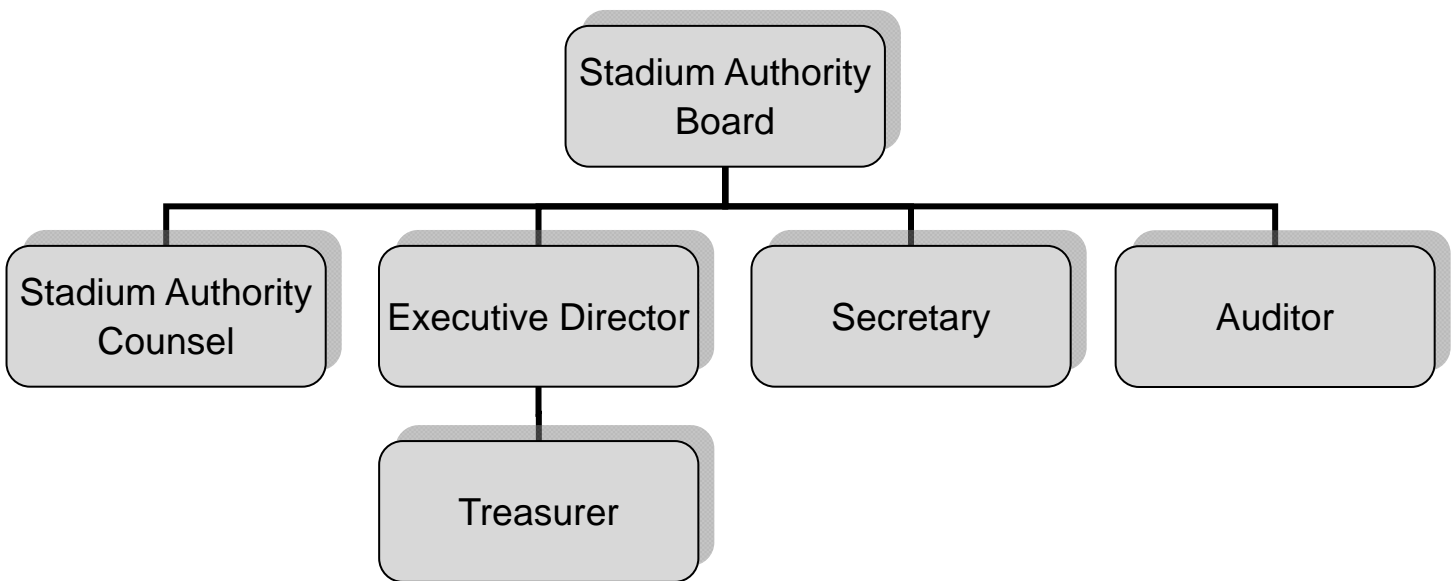 Stadium Authority
Board
Stadium Authority
Counsel
Executive Director
Secretary
Auditor
Treasurer